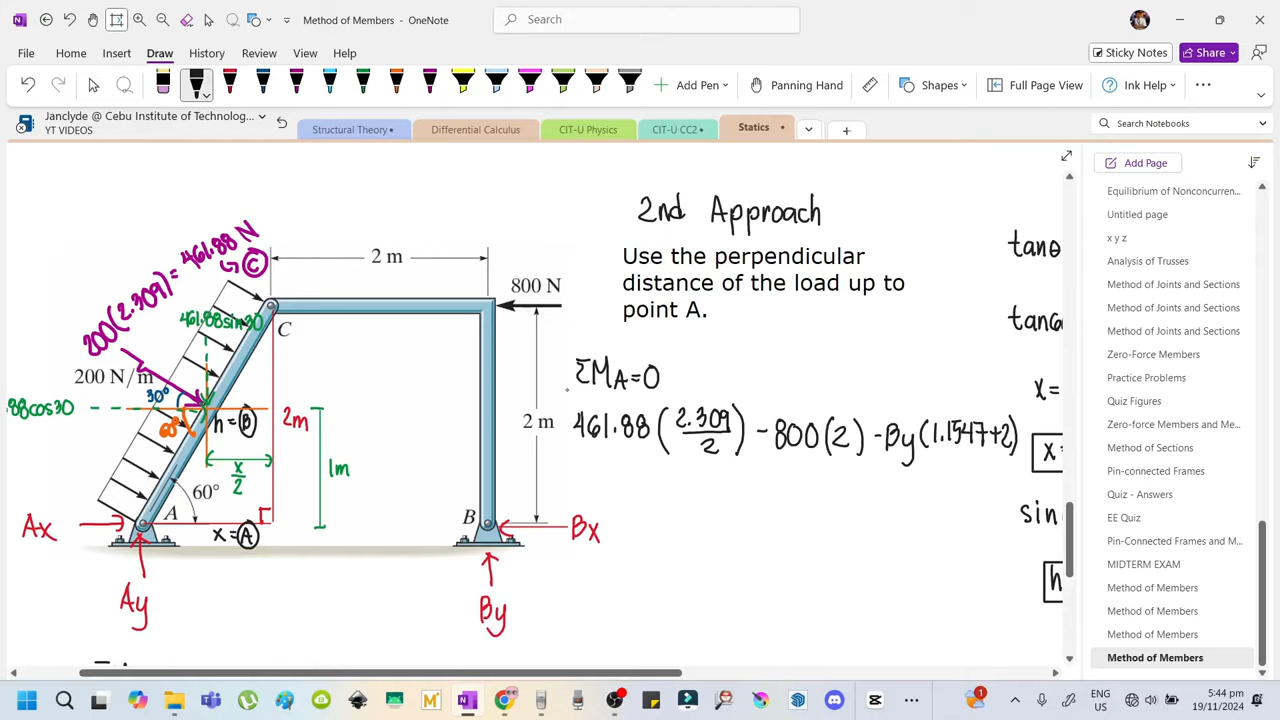 Method of Members - OneNote
Search
File Home Insert Draw History Review View Help
Sticky Notes Share
Add Pen Panning Hand Shapes Full Page View Ink Help
Janclyde @ Cebu Institute of Technolog...
YT VIDEOS
Structural Theory Differential Calculus CIT-U Physics CIT-U CC2 Statics
Search Notebooks
Add Page
Equilibrium of Nonconcurren...
Untitled page
x y z
Analysis of Trusses
Method of Joints and Sections
Method of Joints and Sections
Method of Joints and Sections
Zero-Force Members
Practice Problems
Quiz Figures
Zero-force Members and Me...
Method of Sections
Pin-connected Frames
Quiz - Answers
EE Quiz
Pin-Connected Frames and M...
MIDTERM EXAM
Method of Members
Method of Members
Method of Members
Method of Members
2nd Approach
Use the perpendicular
distance of the load up to
point A.
ΣMA=0
461.88 (2.309/2) - 800(2) - By(1.1547+2)
200(2.309) = 461.88 N
C
2 m
800 N
461.88sin30
C
200 N/m
30°
88cos30
60°
h = B
2m
2 m
x/2
1m
60°
A
B
Ax
x = A
Bx
Ay
By
tanθ
x=
x
sin
h
ENG
PH
5:44 pm
19/11/2024
1